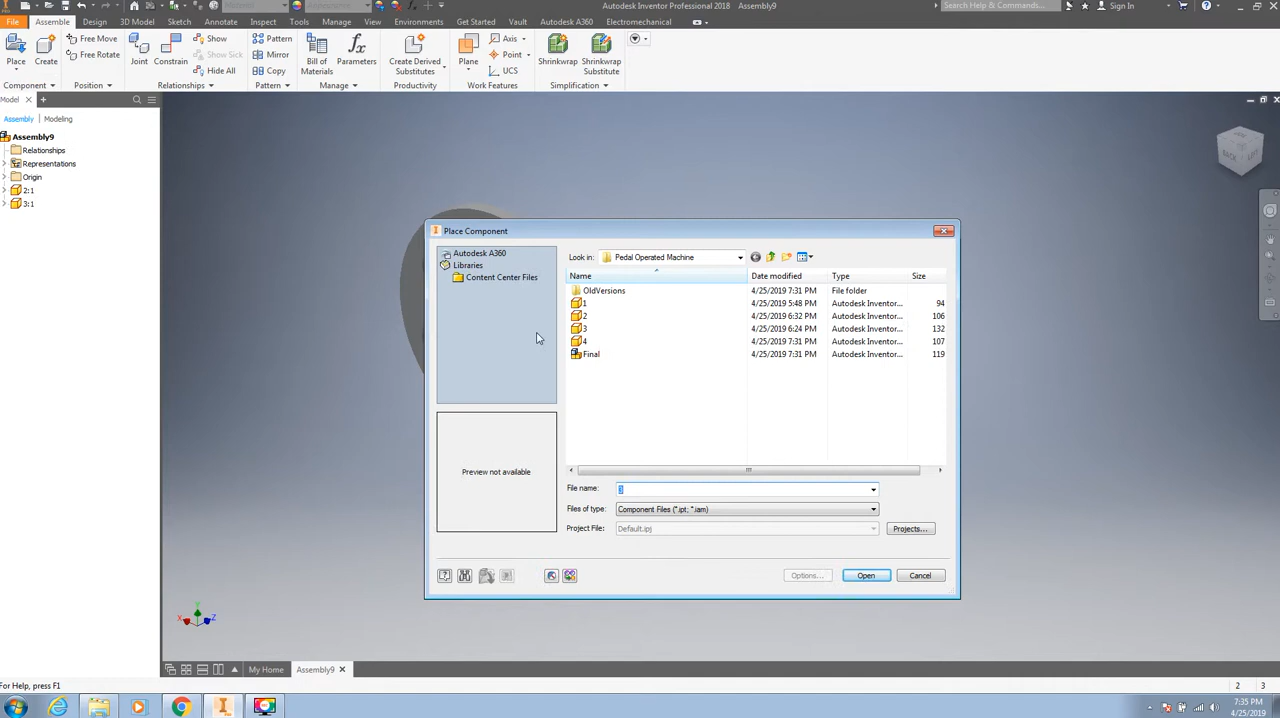 Autodesk Inventor Professional 2018 Assembly9
Search Help & Commands...
Sign In
File Assemble Design 3D Model Sketch Annotate Inspect Tools Manage View Environments Get Started Vault Autodesk A360 Electromechanical
Place
Create
Free Move
Free Rotate
Joint
Constrain
Show
Show Sick
Hide All
Pattern
Mirror
Copy
Bill of Materials
Parameters
Create Derived Substitutes
Plane
Axis
Point
UCS
Shrinkwrap
Shrinkwrap Substitute
Component Position Relationships Pattern Manage Productivity Work Features Simplification
Model
Assembly Modeling
Assembly9
Relationships
Representations
Origin
2:1
3:1
BACK LEFT
Place Component
Autodesk A360
Libraries
Content Center Files
Look in: Pedal Operated Machine
Name Date modified Type Size
OldVersions 4/25/2019 7:31 PM File folder
1 4/25/2019 5:48 PM Autodesk Inventor... 94
2 4/25/2019 6:32 PM Autodesk Inventor... 106
3 4/25/2019 6:24 PM Autodesk Inventor... 132
4 4/25/2019 7:31 PM Autodesk Inventor... 107
Final 4/25/2019 7:31 PM Autodesk Inventor... 119
Preview not available
File name: 3
Files of type: Component Files (*.ipt; *.iam)
Project File: Default.ipj
Projects...
Options... Open Cancel
X Y Z
My Home Assembly9
For Help, press F1
2 3
7:35 PM
4/25/2019